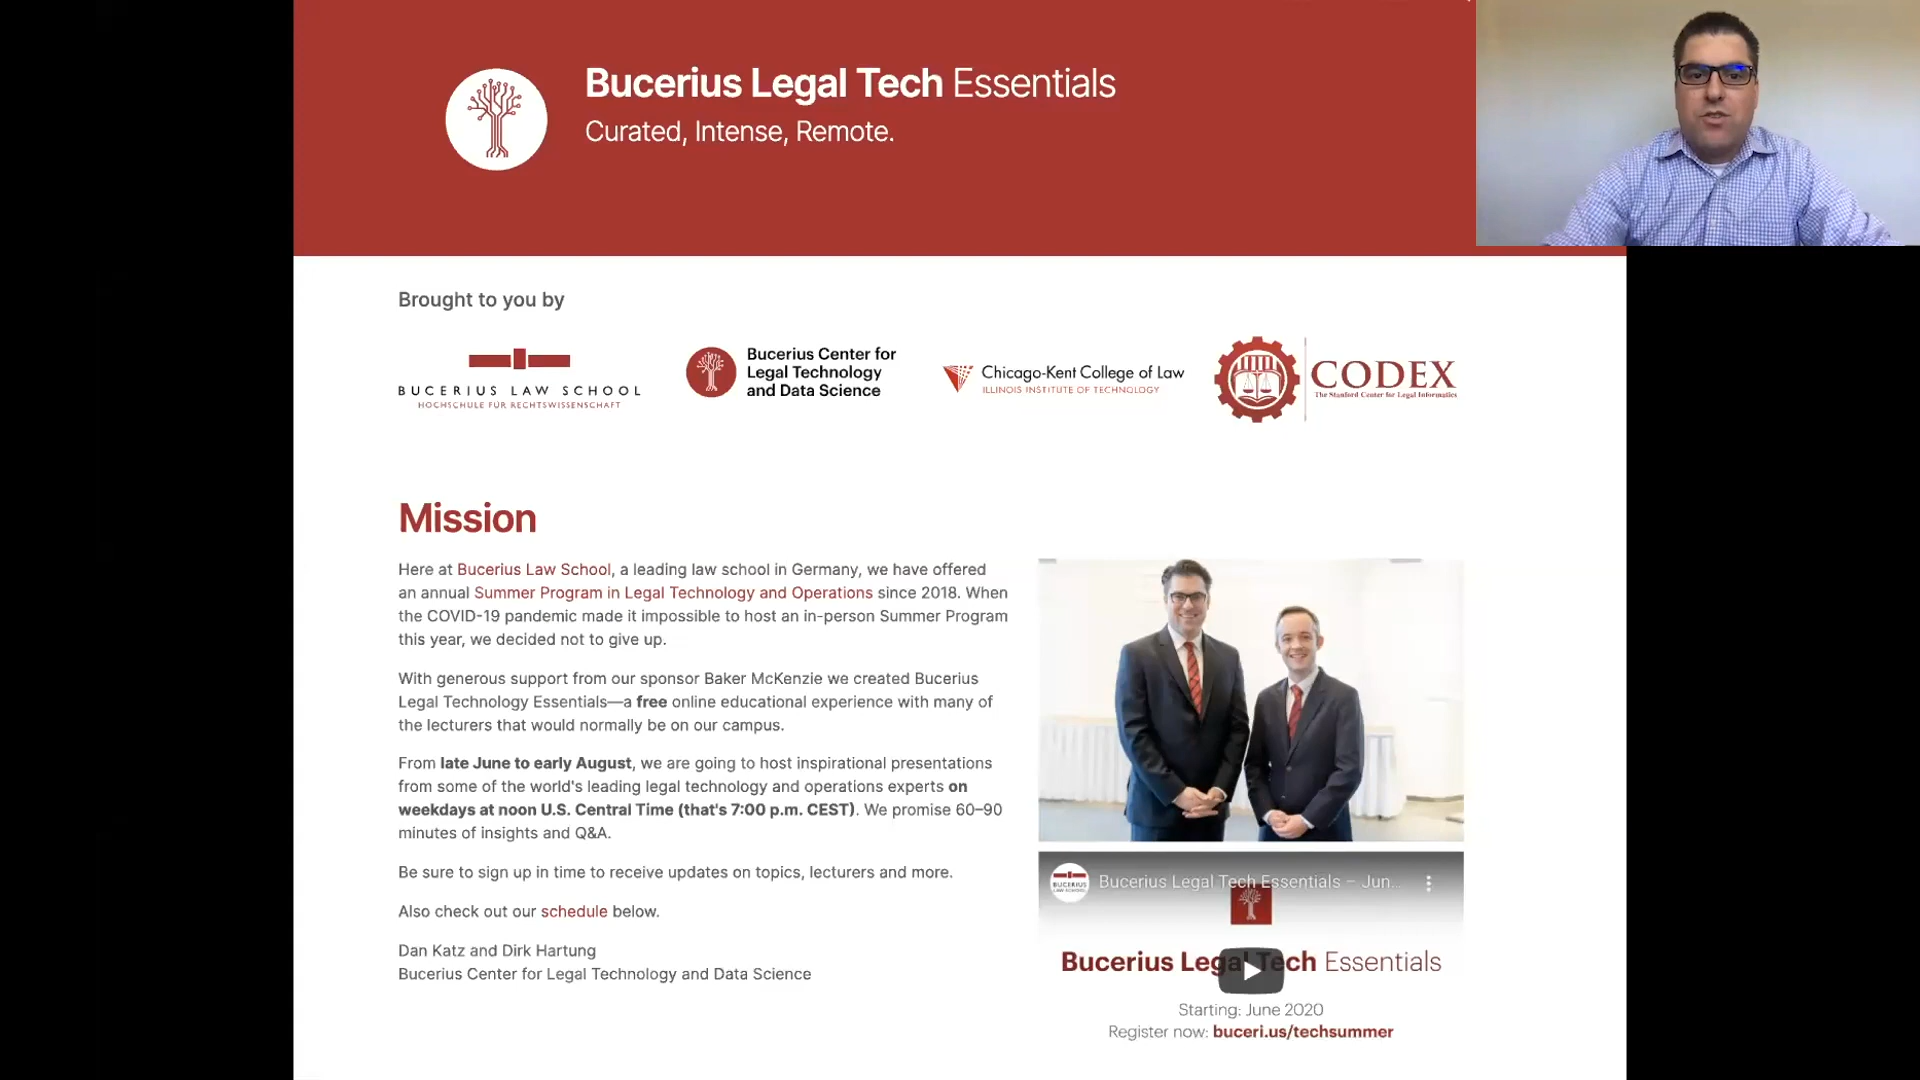 Bucerius Legal Tech Essentials
Curated, Intense, Remote.
Brought to you by
BUCERIUS LAW SCHOOL
HOCHSCHULE FÜR RECHTSWISSENSCHAFT
Bucerius Center for
Legal Technology
and Data Science
Chicago-Kent College of Law
ILLINOIS INSTITUTE OF TECHNOLOGY
CODEX
The Stanford Center for Legal Informatics
Mission
Here at Bucerius Law School, a leading law school in Germany, we have offered
an annual Summer Program in Legal Technology and Operations since 2018. When
the COVID-19 pandemic made it impossible to host an in-person Summer Program
this year, we decided not to give up.
With generous support from our sponsor Baker McKenzie we created Bucerius
Legal Technology Essentials—a free online educational experience with many of
the lecturers that would normally be on our campus.
From late June to early August, we are going to host inspirational presentations
from some of the world's leading legal technology and operations experts on
weekdays at noon U.S. Central Time (that's 7:00 p.m. CEST). We promise 60–90
minutes of insights and Q&A.
Be sure to sign up in time to receive updates on topics, lecturers and more.
Also check out our schedule below.
Dan Katz and Dirk Hartung
Bucerius Center for Legal Technology and Data Science
BUCERIUS
LAW SCHOOL
Bucerius Legal Tech Essentials – Jun...
Bucerius Legal Tech Essentials
Starting: June 2020
Register now: buceri.us/techsummer